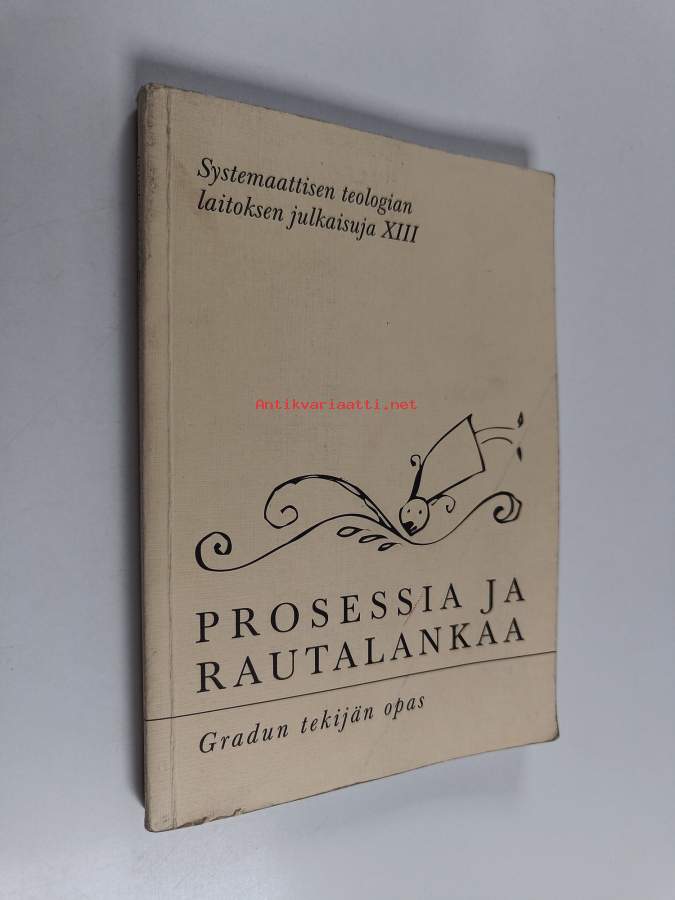 Systemaattisen teologian
laitoksen julkaisuja XIII
Antikvariaatti.net
PROSESSIA JA
RAUTALANKAA
Gradun tekijän opas